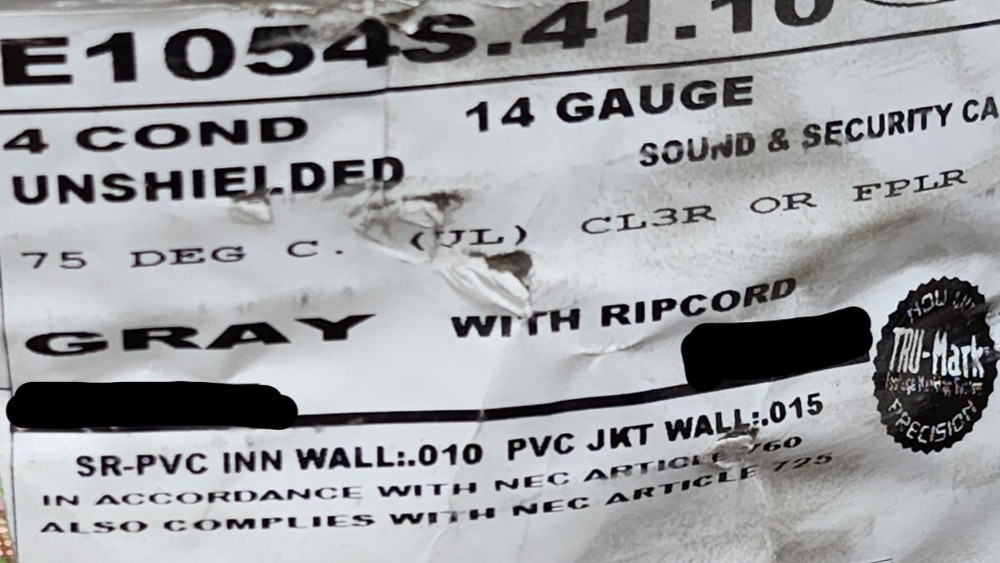 E1054S.41.10
4 COND 14 GAUGE
UNSHIELDED SOUND & SECURITY CA
75 DEG C. (UL) CL3R OR FPLR
GRAY WITH RIPCORD
TRU-Mark
PRECISION
SR-PVC INN WALL:.010 PVC JKT WALL:.015
IN ACCORDANCE WITH NEC ARTICLE 760
ALSO COMPLIES WITH NEC ARTICLE 725